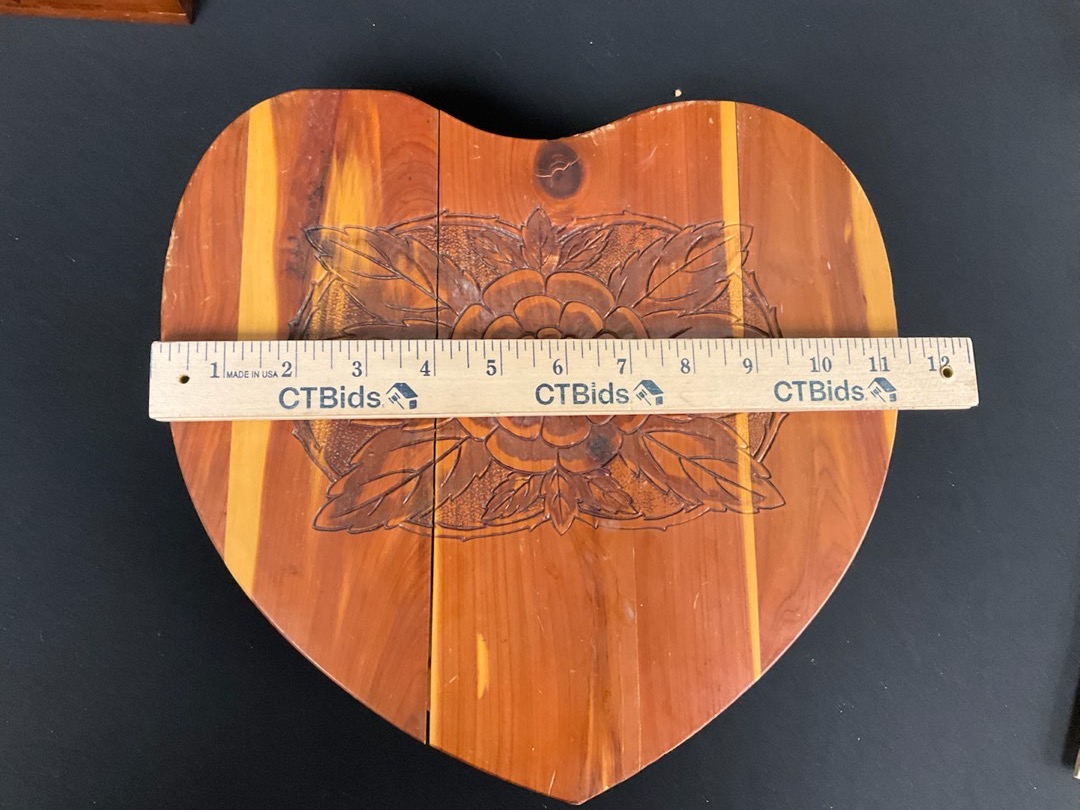 1 MADE IN USA 2 3 4 5 6 7 8 9 10 11 12
CTBids CTBids CTBids